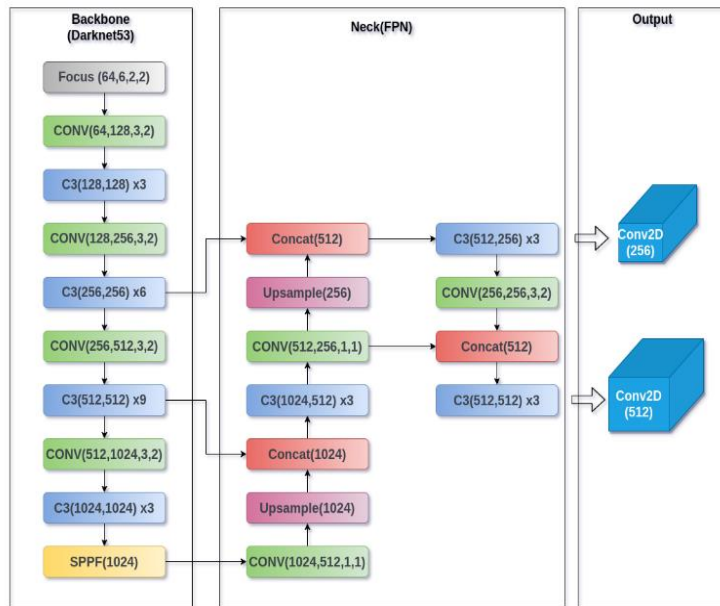 Backbone
(Darknet53)
Focus (64,6,2,2)
CONV(64,128,3,2)
C3(128,128) x3
CONV(128,256,3,2)
C3(256,256) x6
CONV(256,512,3,2)
C3(512,512) x9
CONV(512,1024,3,2)
C3(1024,1024) x3
SPPF(1024)
Neck(FPN)
Concat(512)
Upsample(256)
CONV(512,256,1,1)
C3(1024,512) x3
Concat(1024)
Upsample(1024)
CONV(1024,512,1,1)
C3(512,256) x3
CONV(256,256,3,2)
Concat(512)
C3(512,512) x3
Output
Conv2D
(256)
Conv2D
(512)